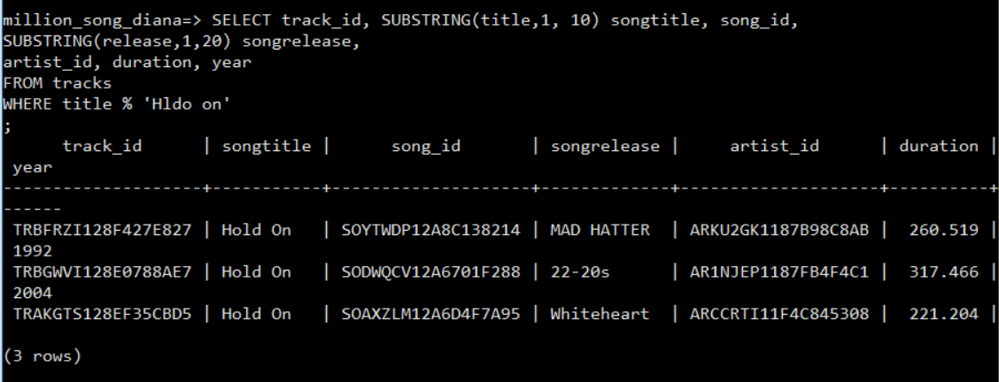 million_song_diana=> SELECT track_id, SUBSTRING(title,1, 10) songtitle, song_id,
SUBSTRING(release,1,20) songrelease,
artist_id, duration, year
FROM tracks
WHERE title % 'Hldo on'
;
      track_id       | songtitle |      song_id       | songrelease |     artist_id      | duration |
 year
---------------------+-----------+--------------------+-------------+--------------------+----------+
------
 TRBFRZI128F427E827 | Hold On   | SOYTWDP12A8C138214 | MAD HATTER  | ARKU2GK1187B98C8AB |  260.519 |
 1992
 TRBGWVI128E0788AE7 | Hold On   | SODWQCV12A6701F288 | 22-20s      | AR1NJEP1187FB4F4C1 |  317.466 |
 2004
 TRAKGTS128EF35CBD5 | Hold On   | SOAXZLM12A6D4F7A95 | Whiteheart  | ARCCRTI11F4C845308 |  221.204 |
(3 rows)